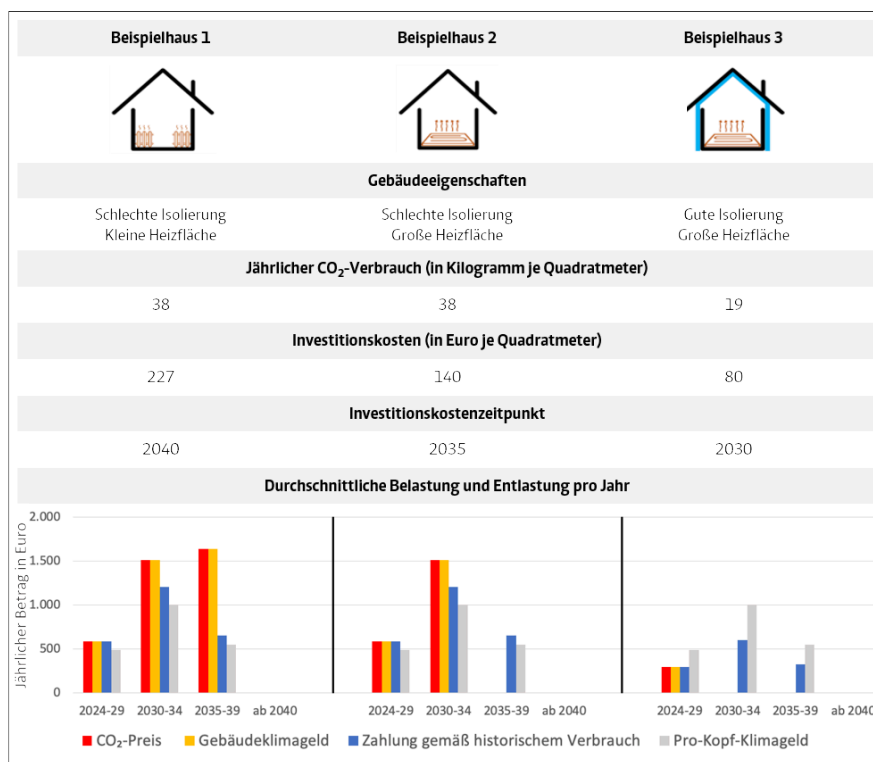 Beispielhaus 1 Beispielhaus 2 Beispielhaus 3
Gebäudeeigenschaften
Schlechte Isolierung Schlechte Isolierung Gute Isolierung
Kleine Heizfläche Große Heizfläche Große Heizfläche
Jährlicher CO₂-Verbrauch (in Kilogramm je Quadratmeter)
38 38 19
Investitionskosten (in Euro je Quadratmeter)
227 140 80
Investitionskostenzeitpunkt
2040 2035 2030
Durchschnittliche Belastung und Entlastung pro Jahr
Jährlicher Betrag in Euro
2.000
1.500
1.000
500
0
2024-29 2030-34 2035-39 ab 2040 2024-29 2030-34 2035-39 ab 2040 2024-29 2030-34 2035-39 ab 2040
CO₂-Preis Gebäudeklimageld Zahlung gemäß historischem Verbrauch Pro-Kopf-Klimageld